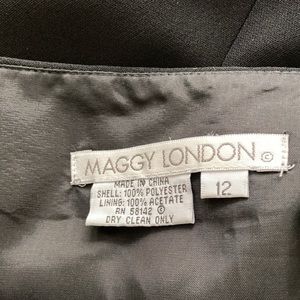 MAGGY LONDON ©
12
MADE IN CHINA
SHELL: 100% POLYESTER
LINING: 100% ACETATE
RN 58142 Ⓕ
DRY CLEAN ONLY